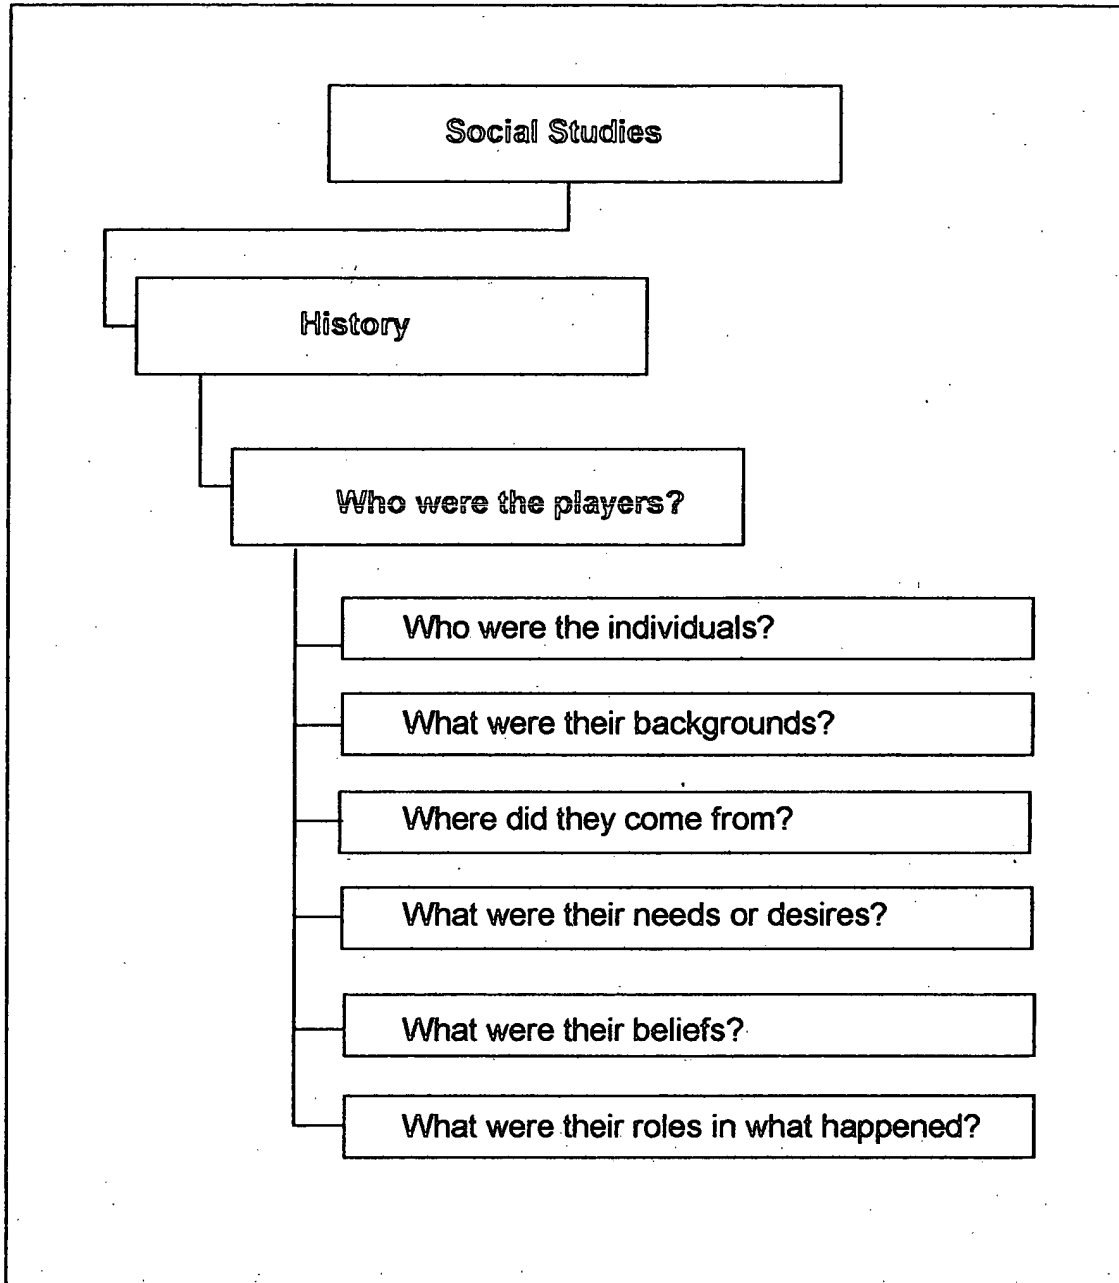 Social Studies
History
Who were the players?
Who were the individuals?
What were their backgrounds?
Where did they come from?
What were their needs or desires?
What were their beliefs?
What were their roles in what happened?